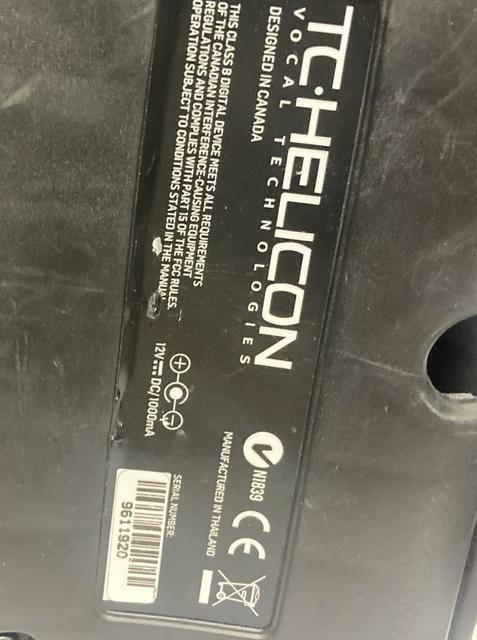 TC·HELICON
VOCAL TECHNOLOGIES
DESIGNED IN CANADA
THIS CLASS B DIGITAL DEVICE MEETS ALL REQUIREMENTS
OF THE CANADIAN INTERFERENCE-CAUSING EQUIPMENT
REGULATIONS AND COMPLIES WITH PART 15 OF THE FCC RULES.
OPERATION SUBJECT TO CONDITIONS STATED IN THE
12V DC/1000mA
N1839
CE
MANUFACTURED IN THAILAND
SERIAL NUMBER:
9611920